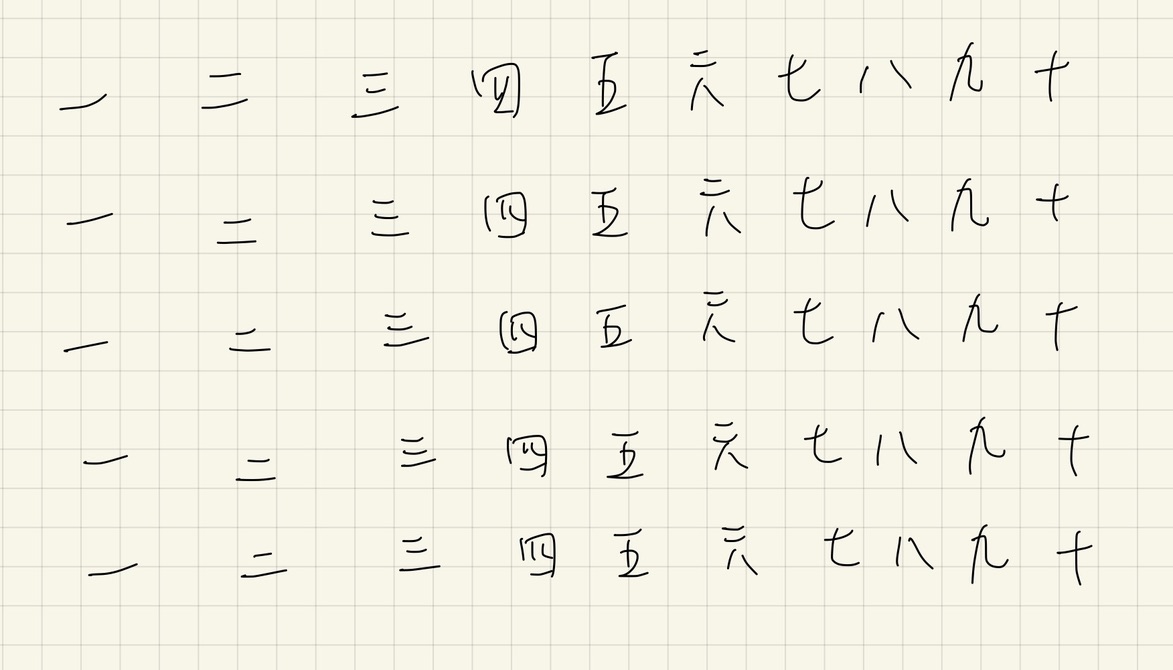 一 二 三 四 五 六 七 八 九 十
一 二 三 四 五 六 七 八 九 十
一 二 三 四 五 六 七 八 九 十
一 二 三 四 五 六 七 八 九 十
一 二 三 四 五 六 七 八 九 十